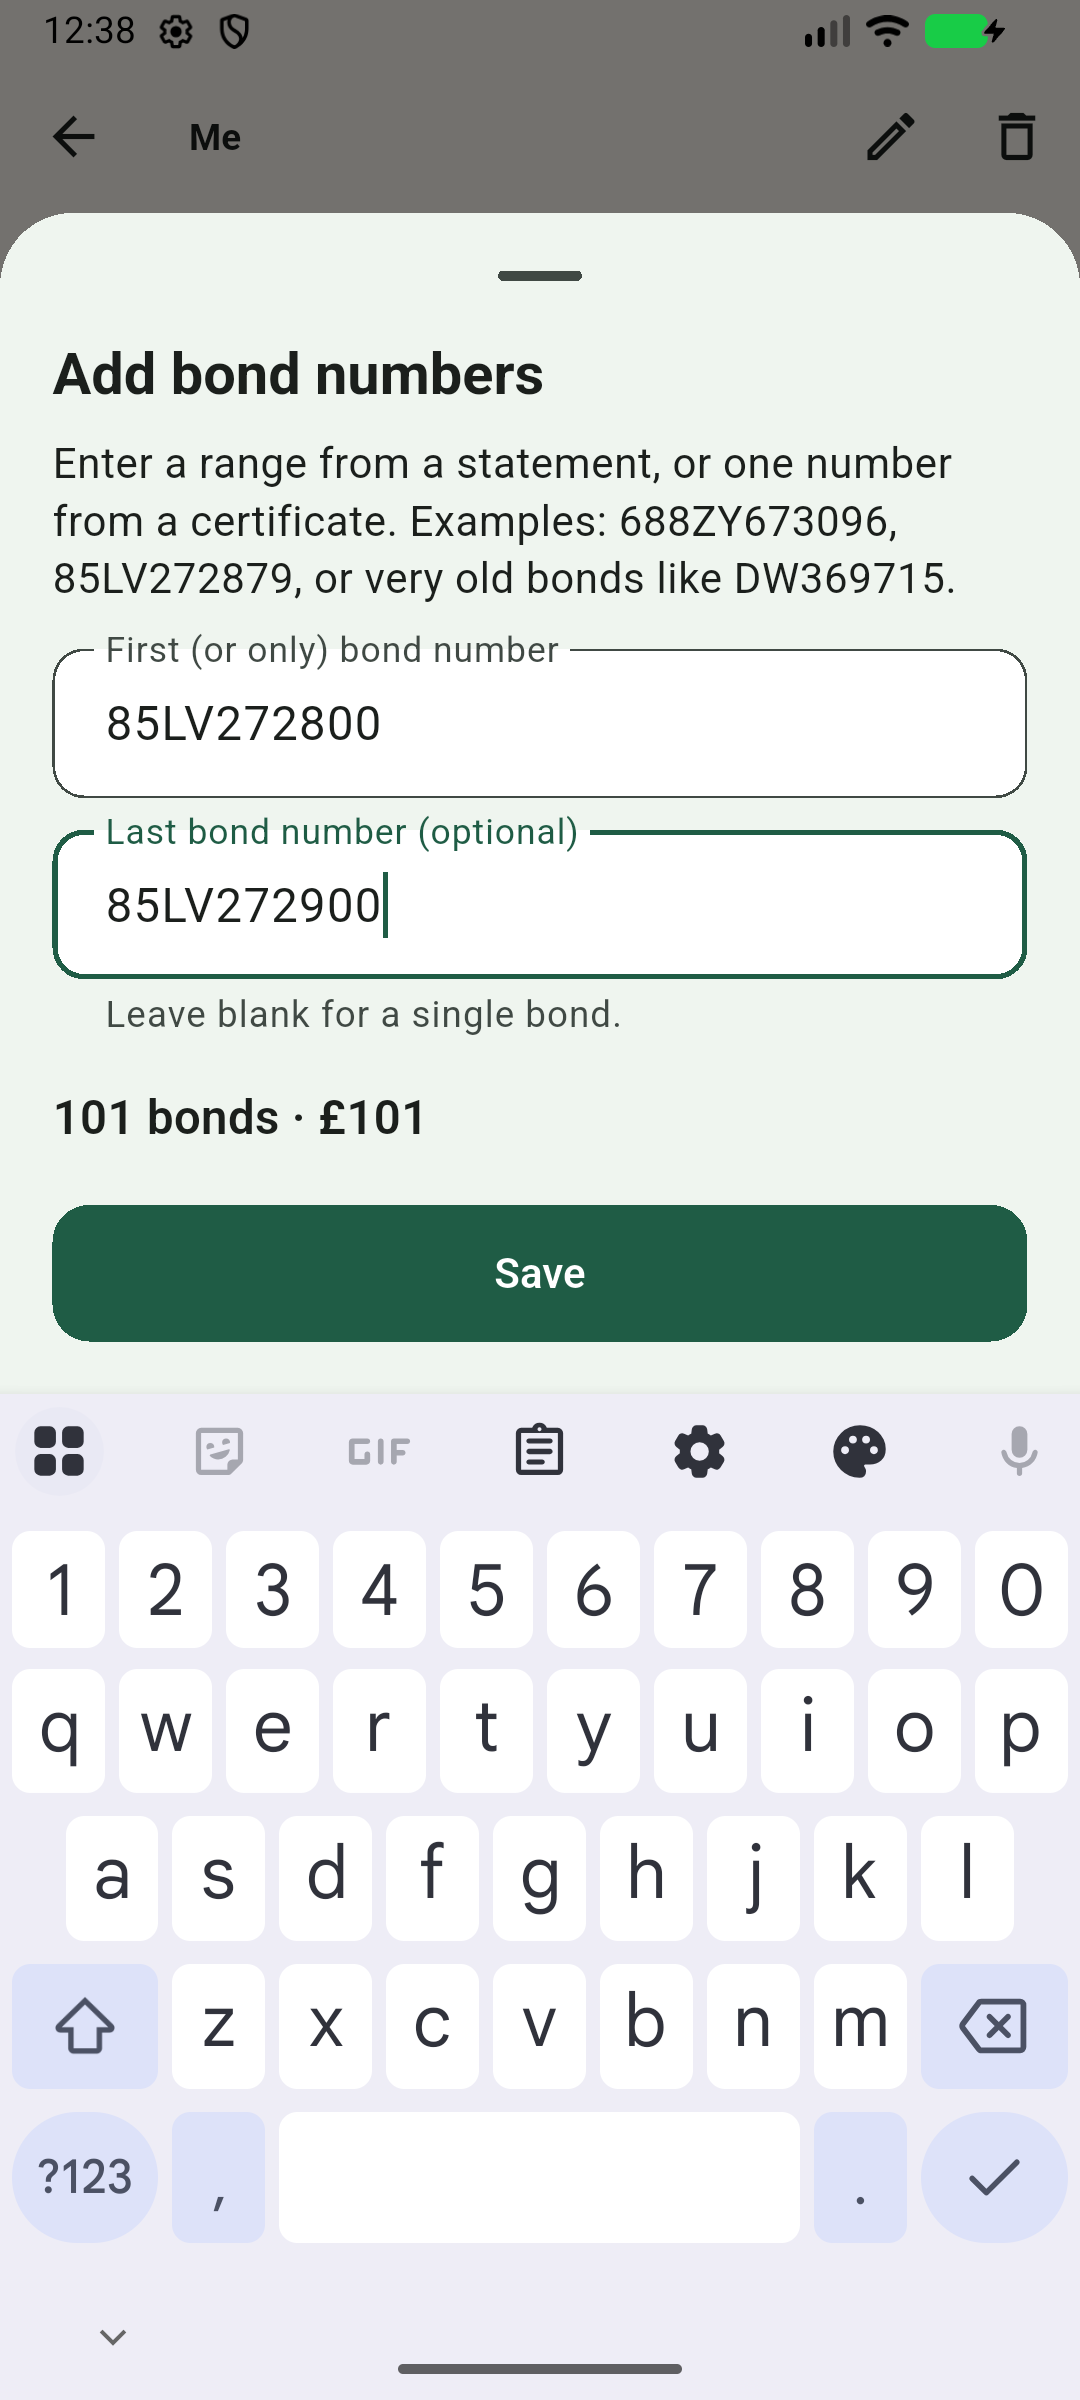 12:38
Me
Add bond numbers
Enter a range from a statement, or one number
from a certificate. Examples: 688ZY673096,
85LV272879, or very old bonds like DW369715.
First (or only) bond number
85LV272800
Last bond number (optional)
85LV272900
Leave blank for a single bond.
101 bonds · £101
Save
GIF
1 2 3 4 5 6 7 8 9 0
q w e r t y u i o p
a s d f g h j k l
z x c v b n m
?123 , .